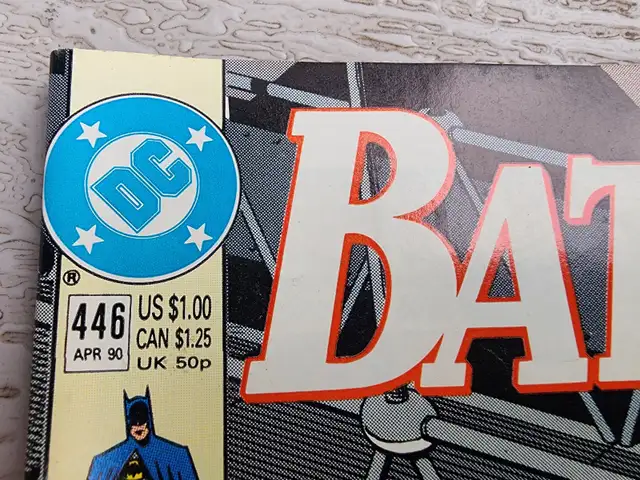 DC
®
446
APR 90
US $1.00
CAN $1.25
UK 50p
BAT